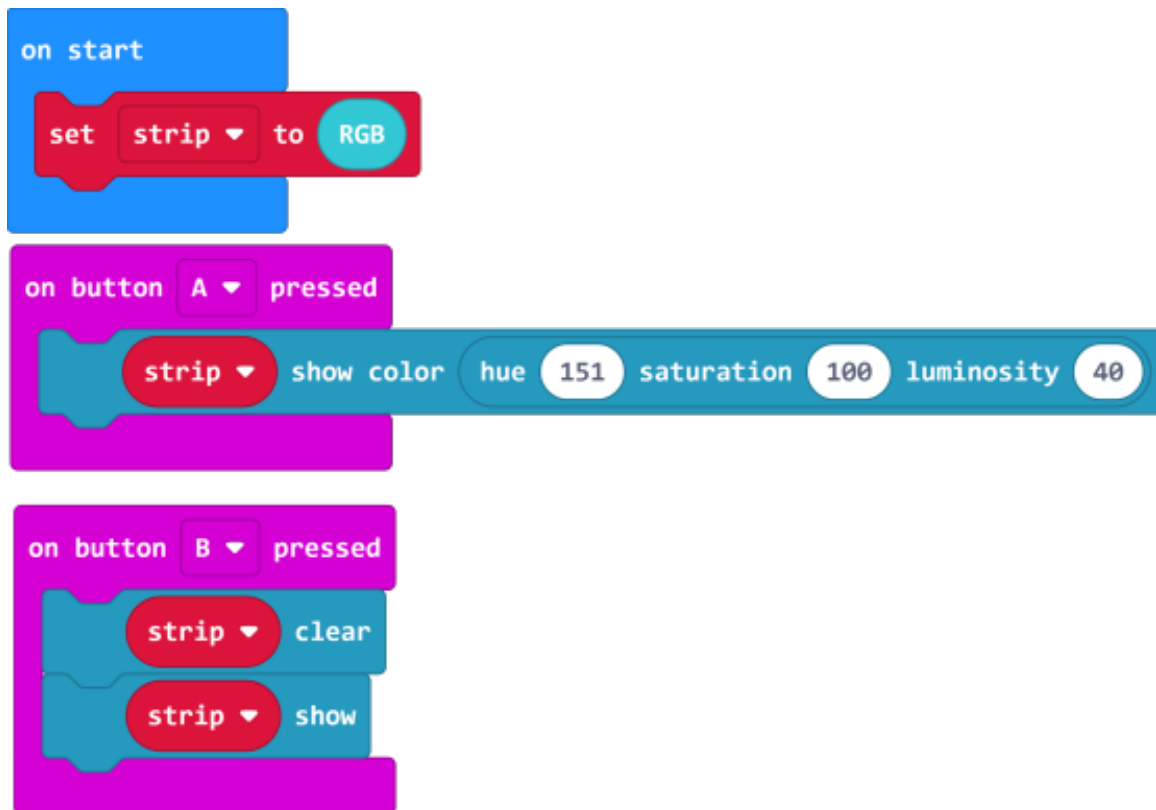 on start
set strip to RGB
on button A pressed
strip show color hue 151 saturation 100 luminosity 40
on button B pressed
strip clear
strip show